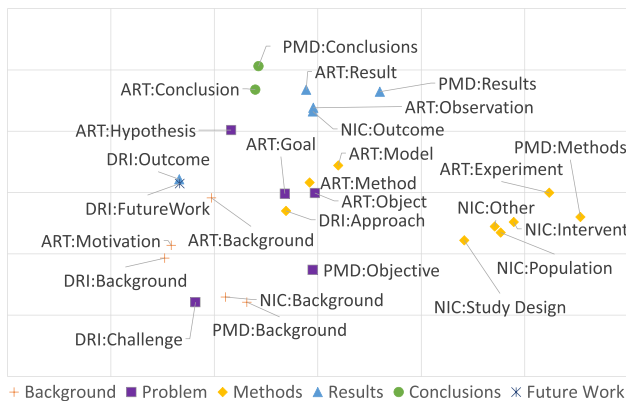 PMD:Conclusions
ART:Result
ART:Conclusion
PMD:Results
ART:Observation
ART:Hypothesis
NIC:Outcome
ART:Goal
PMD:Methods
DRI:Outcome
ART:Model
ART:Experiment
ART:Method
ART:Object
DRI:FutureWork
NIC:Other
DRI:Approach
NIC:Intervent
ART:Motivation
ART:Background
NIC:Population
DRI:Background
PMD:Objective
NIC:Background
NIC:Study Design
PMD:Background
DRI:Challenge
Background Problem Methods Results Conclusions Future Work